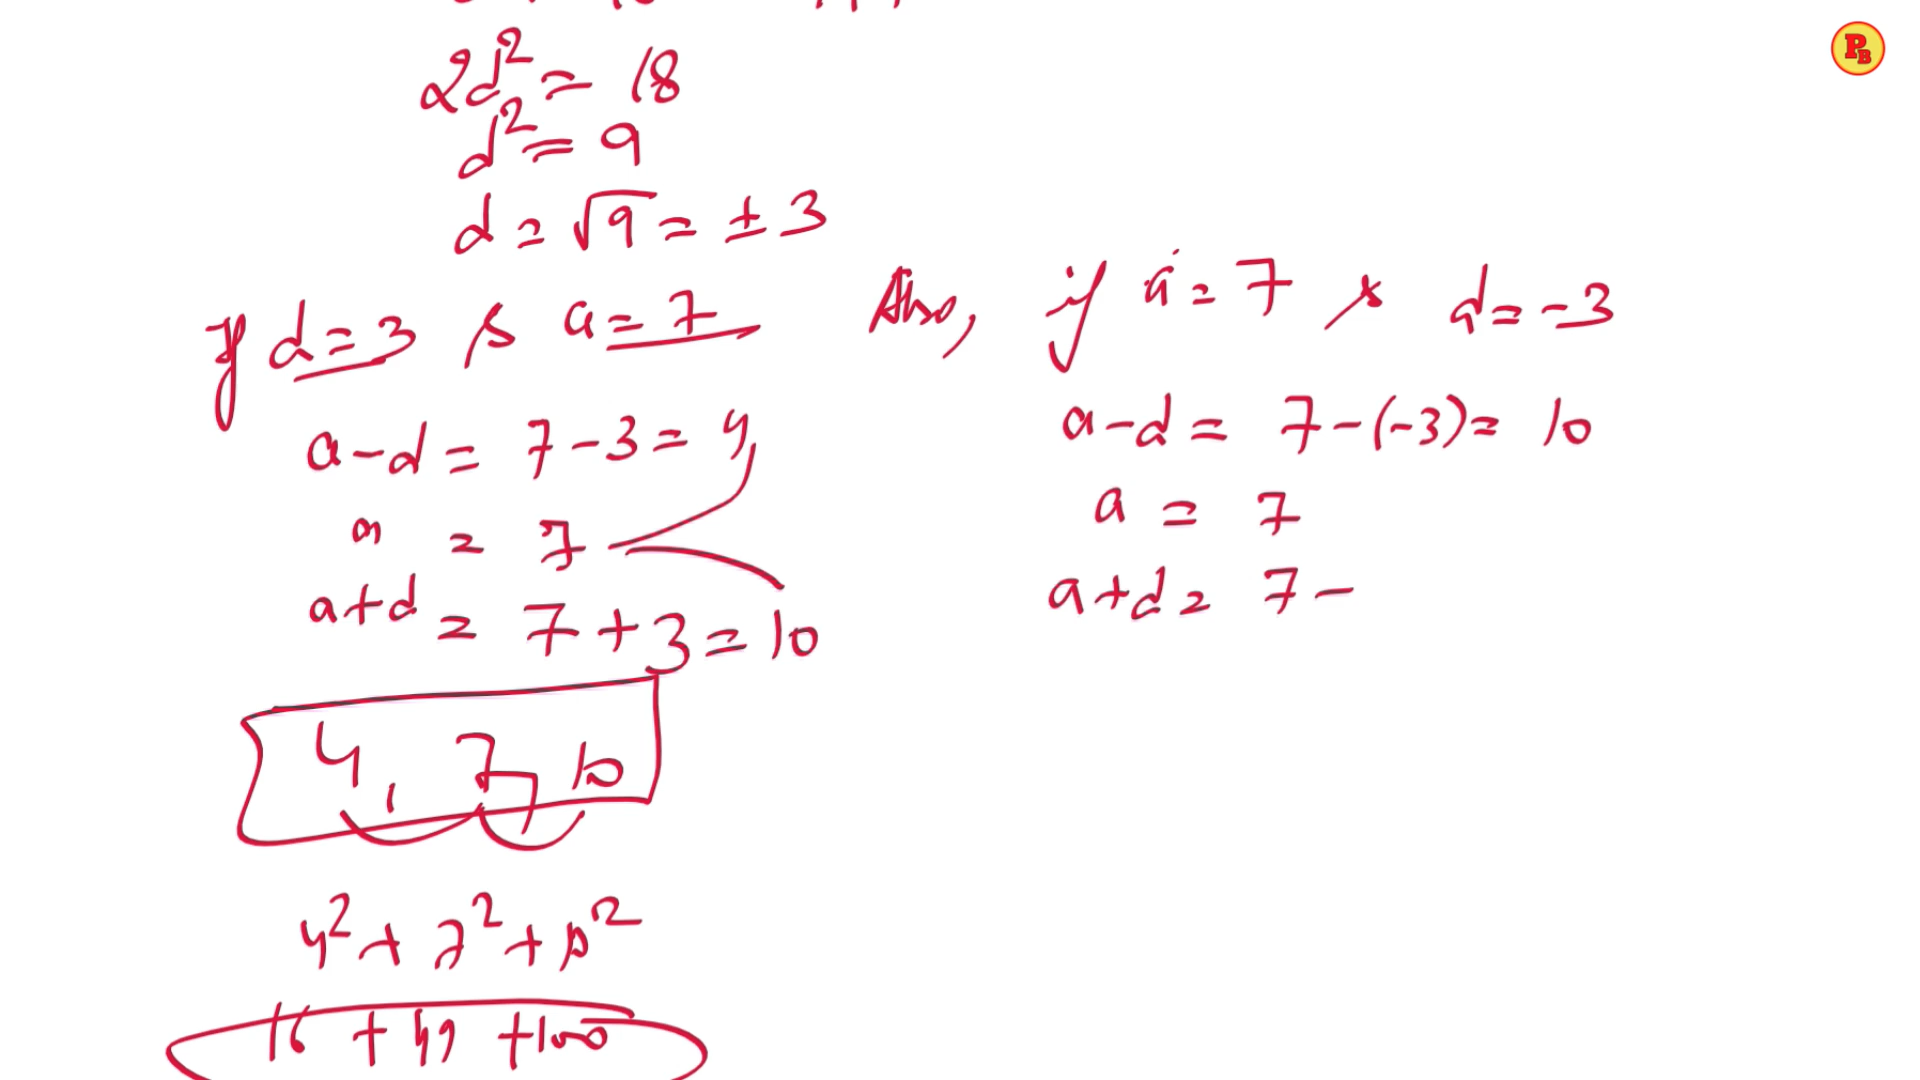 2d² = 18
d² = 9
d = √9 = ± 3
If d = 3 & a = 7
a - d = 7 - 3 = 4
a = 7
a + d = 7 + 3 = 10
4, 7, 10
4² + 7² + 10²
16 + 49 + 100
Also, if a = 7 & d = -3
a - d = 7 - (-3) = 10
a = 7
a + d = 7 -
PB